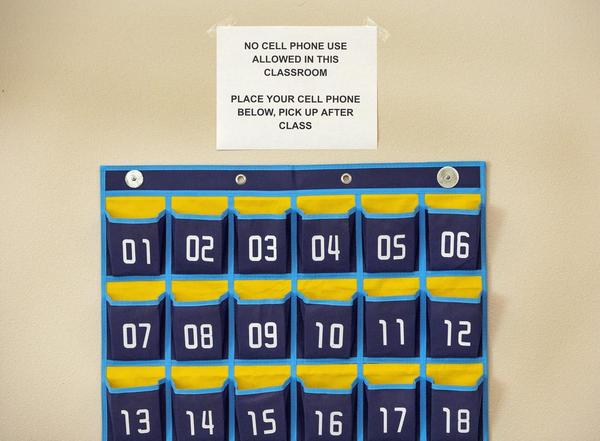 NO CELL PHONE USE
ALLOWED IN THIS
CLASSROOM
PLACE YOUR CELL PHONE
BELOW, PICK UP AFTER
CLASS
01 02 03 04 05 06
07 08 09 10 11 12
13 14 15 16 17 18